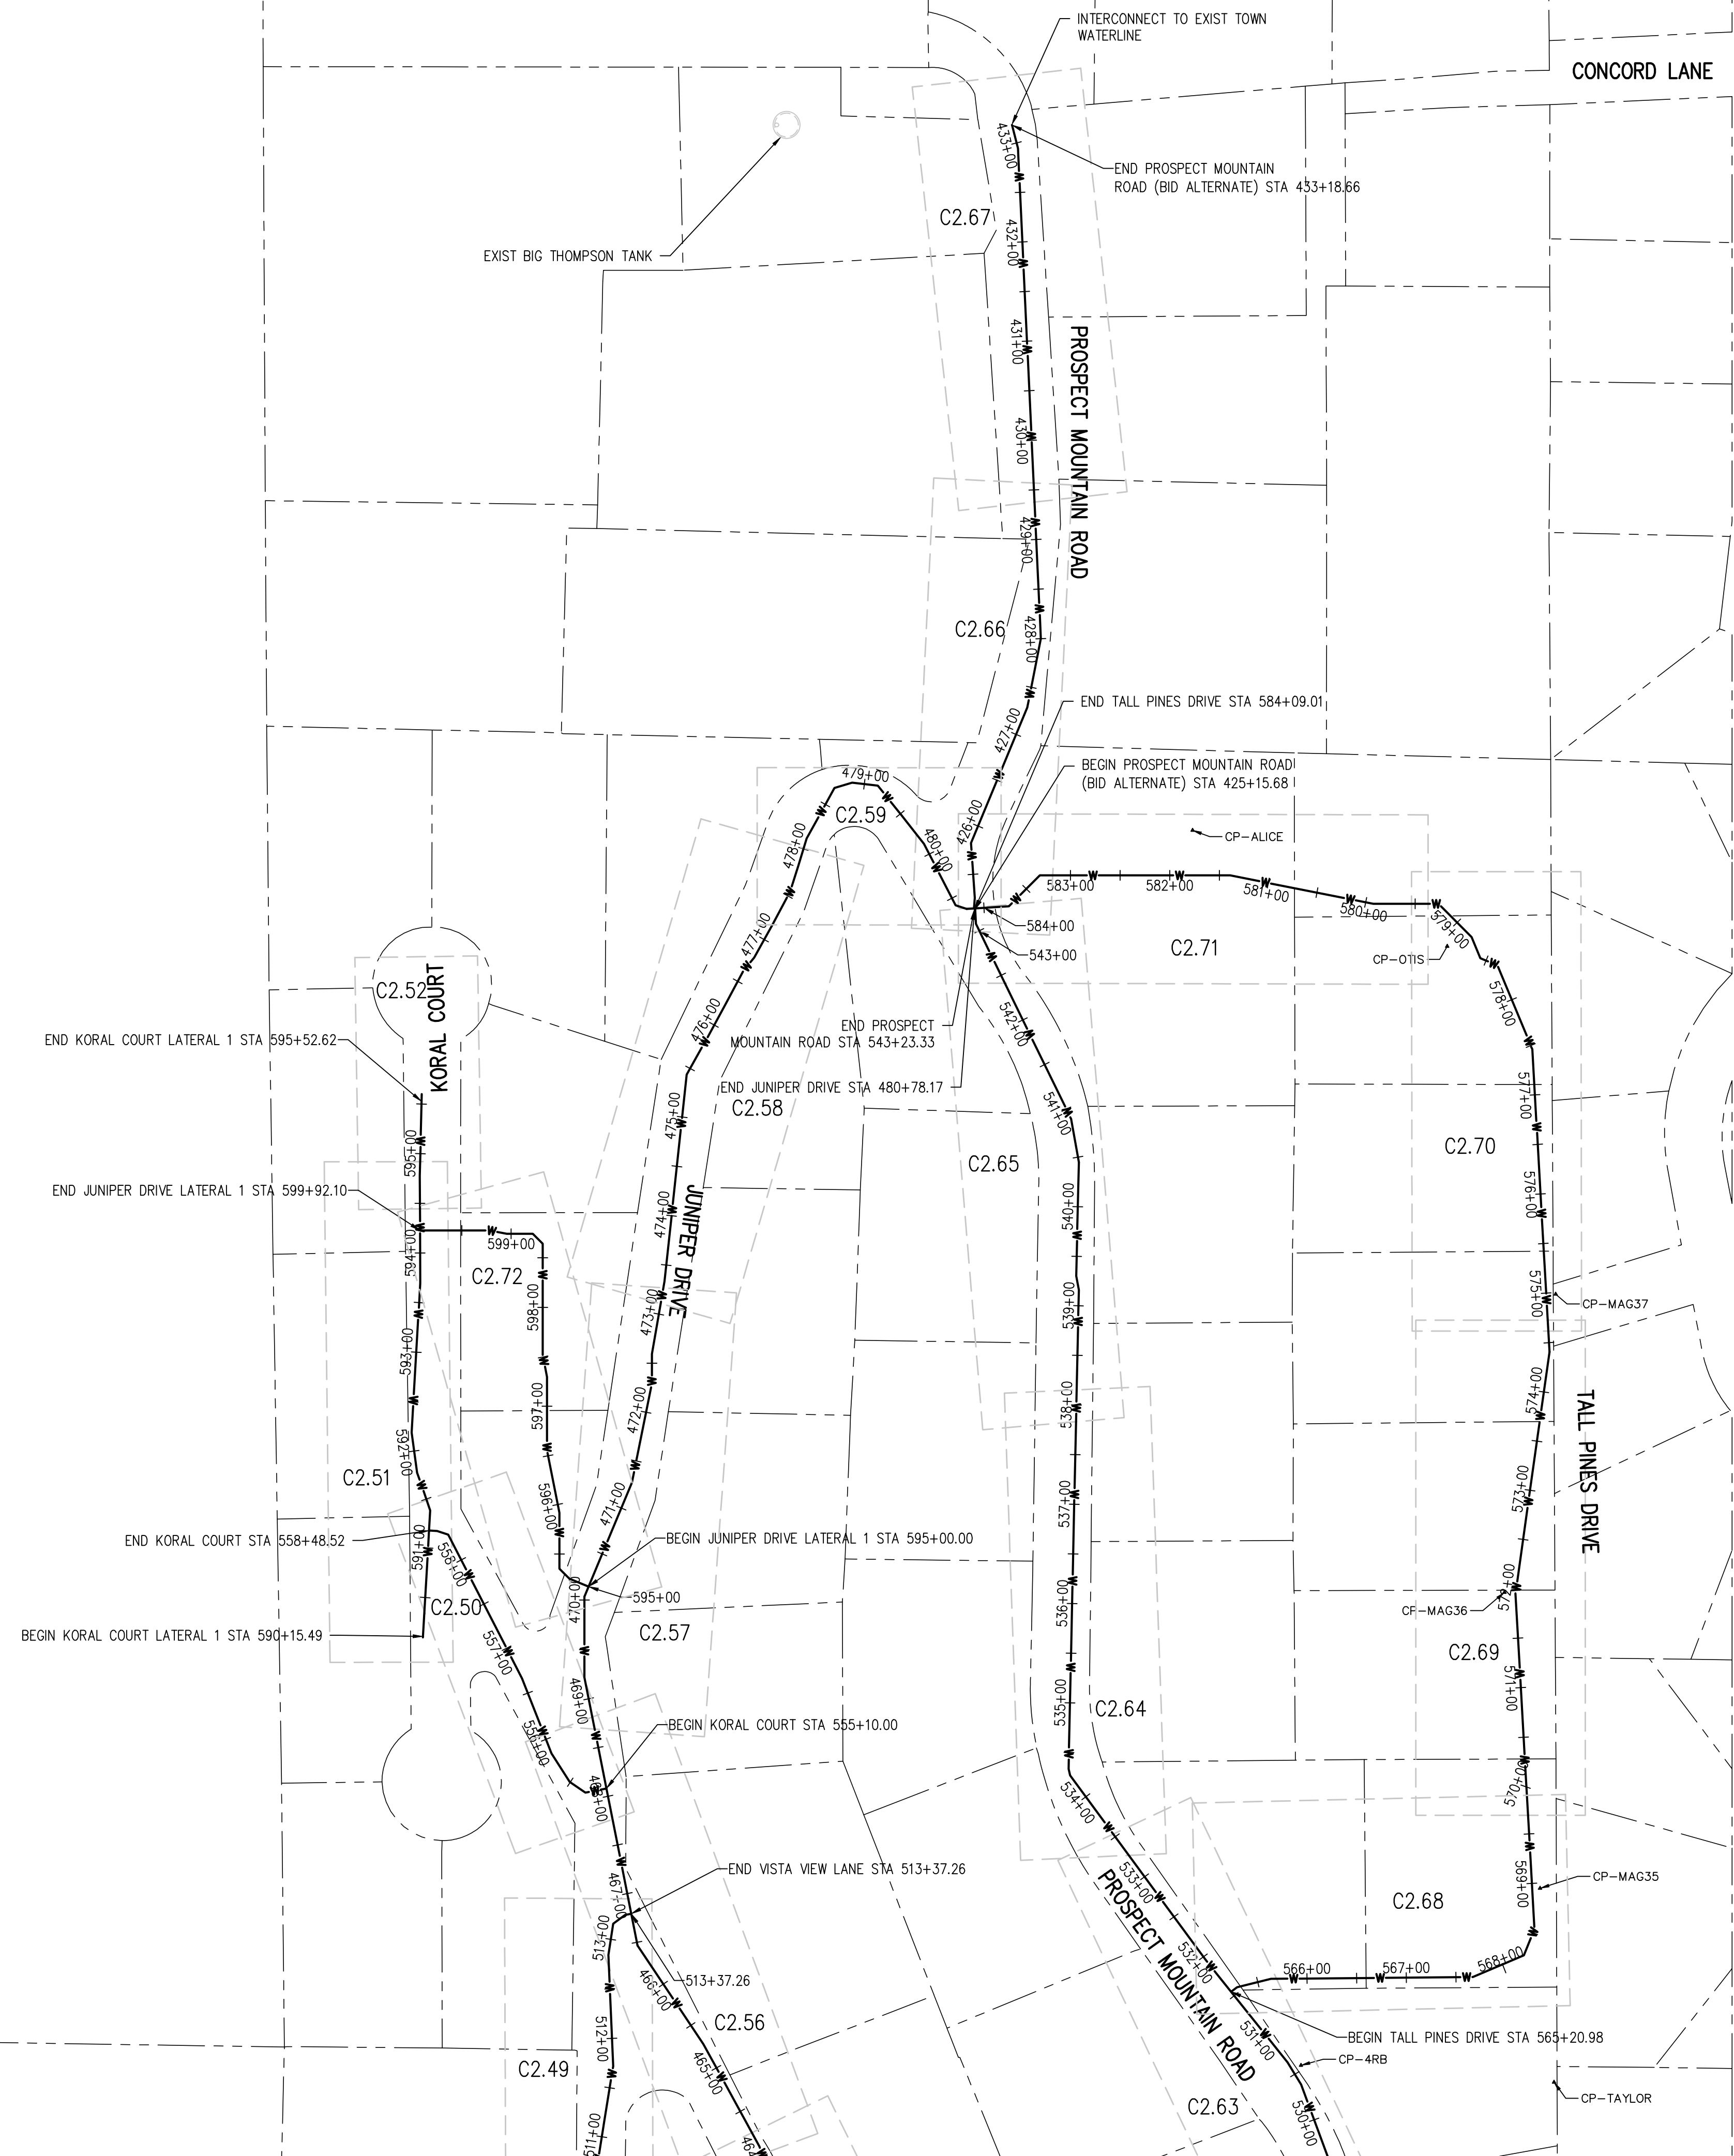 INTERCONNECT TO EXIST TOWN
WATERLINE
CONCORD LANE
433+00
END PROSPECT MOUNTAIN
ROAD (BID ALTERNATE) STA 433+18.66
C2.67
432+00
EXIST BIG THOMPSON TANK
431+00
PROSPECT MOUNTAIN ROAD
430+00
429+00
C2.66
428+00
END TALL PINES DRIVE STA 584+09.01
427+00
BEGIN PROSPECT MOUNTAIN ROAD
(BID ALTERNATE) STA 425+15.68
479+00
C2.59
426+00
CP-ALICE
478+00
480+00
583+00
582+00
581+00
580+00
579+00
584+00
477+00
C2.71
543+00
CP-OTIS
C2.52
KORAL COURT
578+00
476+00
542+00
END PROSPECT
MOUNTAIN ROAD STA 543+23.33
END KORAL COURT LATERAL 1 STA 595+52.62
END JUNIPER DRIVE STA 480+78.17
577+00
475+00
C2.58
541+00
595+00
C2.70
C2.65
END JUNIPER DRIVE LATERAL 1 STA 599+92.10
576+00
474+00
JUNIPER DRIVE
540+00
599+00
594+00
C2.72
575+00
CP-MAG37
598+00
473+00
539+00
593+00
574+00
TALL PINES DRIVE
597+00
472+00
538+00
592+00
C2.51
573+00
596+00
471+00
537+00
END KORAL COURT STA 558+48.52
BEGIN JUNIPER DRIVE LATERAL 1 STA 595+00.00
591+00
558+00
572+00
595+00
470+00
536+00
C2.50
CP-MAG36
BEGIN KORAL COURT LATERAL 1 STA 590+15.49
C2.57
557+00
C2.69
571+00
469+00
535+00
C2.64
BEGIN KORAL COURT STA 555+10.00
556+00
570+00
468+00
534+00
END VISTA VIEW LANE STA 513+37.26
533+00
PROSPECT MOUNTAIN ROAD
569+00
CP-MAG35
467+00
C2.68
513+00
532+00
568+00
566+00
567+00
513+37.26
466+00
C2.56
531+00
BEGIN TALL PINES DRIVE STA 565+20.98
512+00
CP-4RB
C2.49
465+00
CP-TAYLOR
C2.63
530+00
511+00